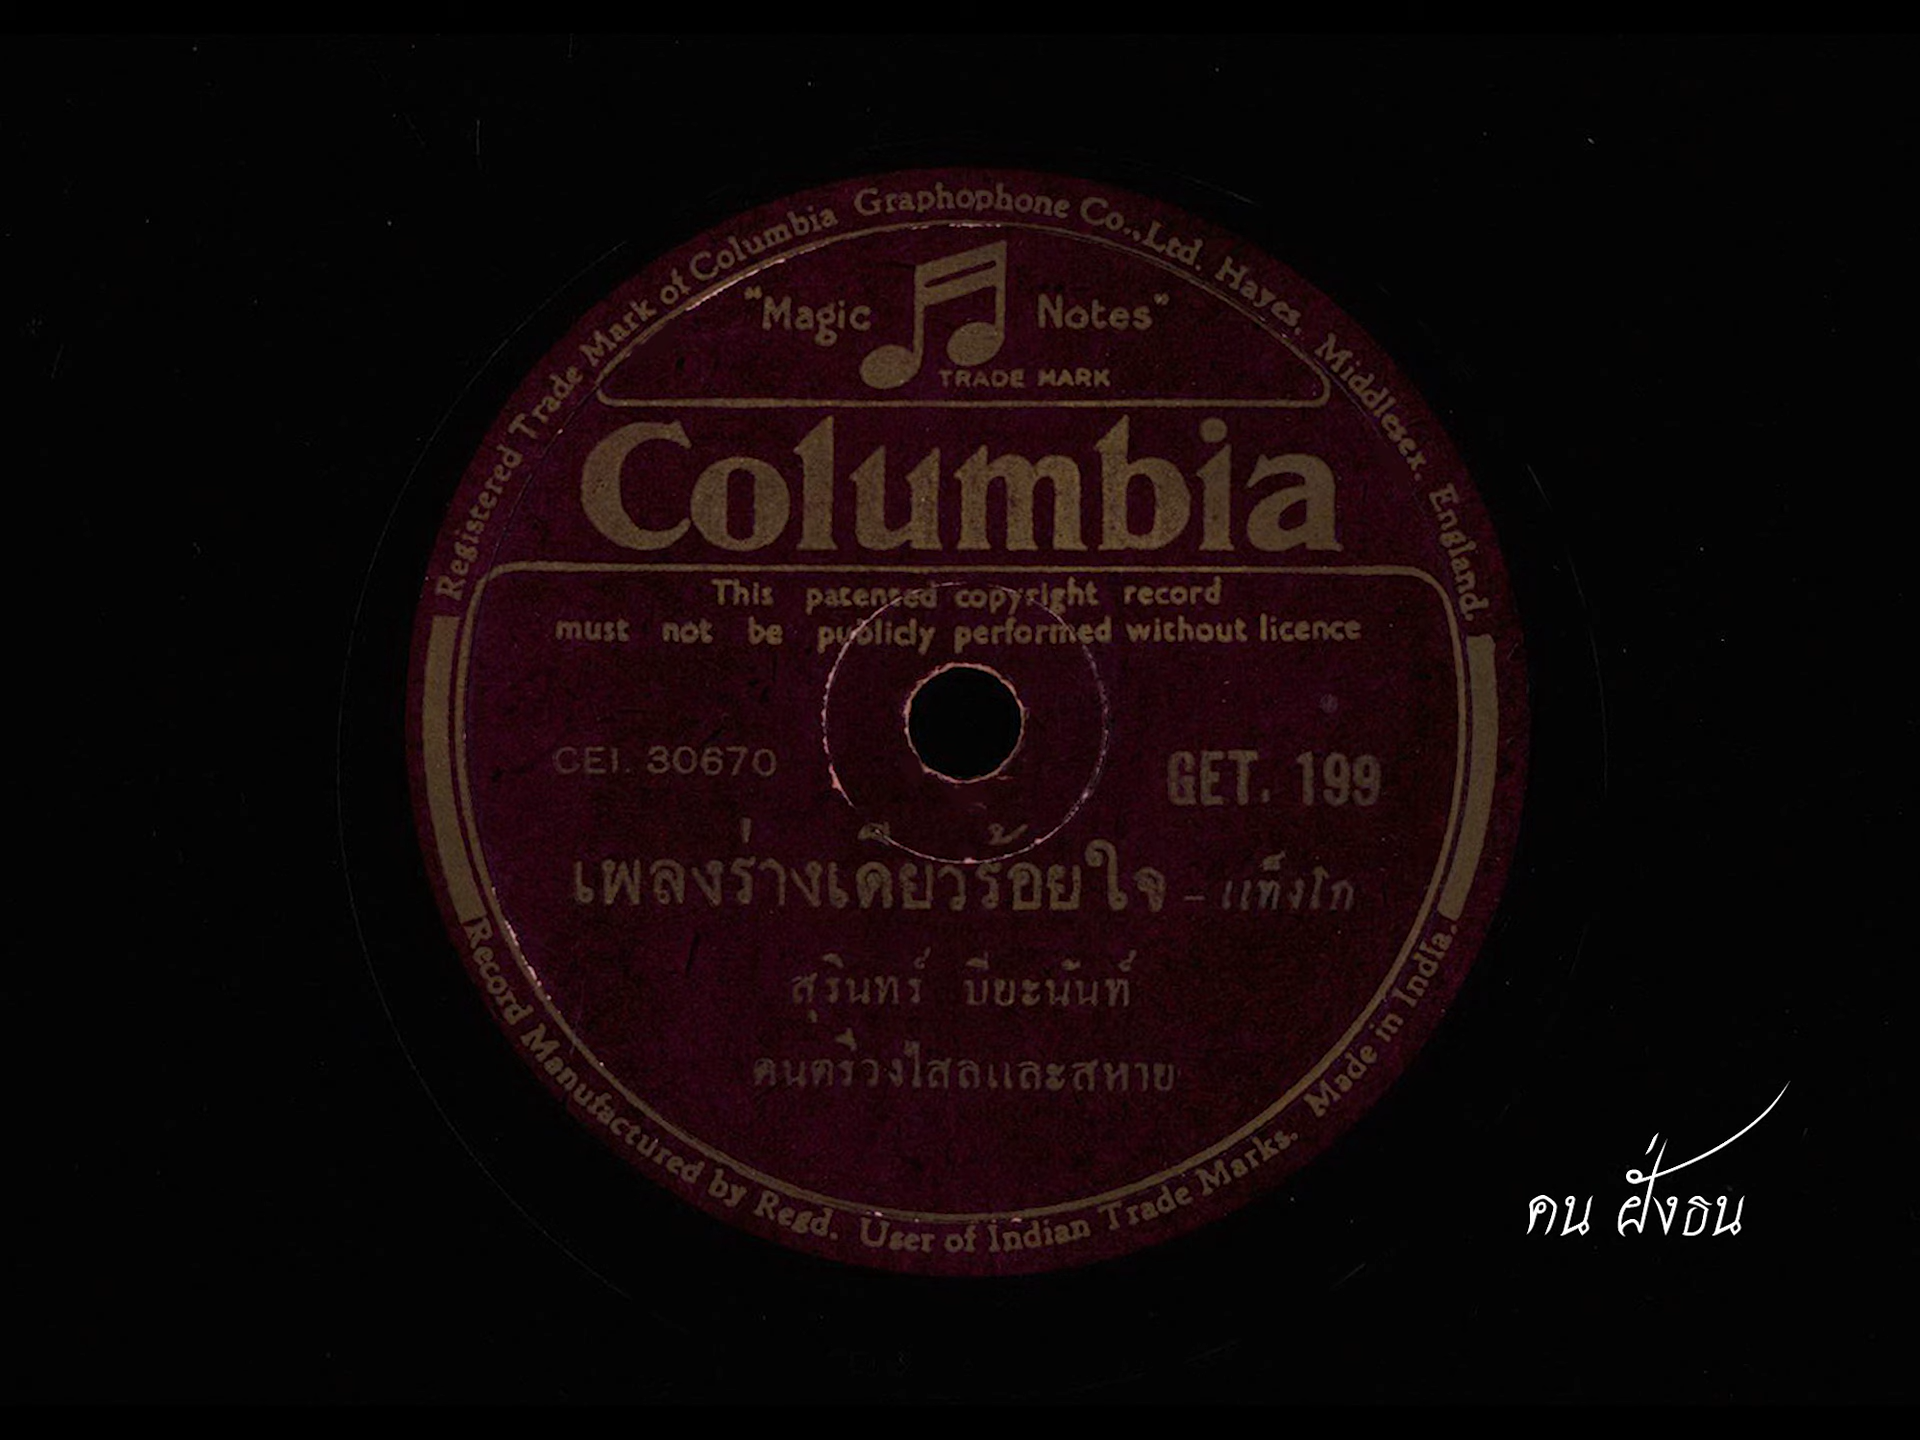 Registered Trade Mark of Columbia Graphophone Co., Ltd. Hayes, Middlesex, England.
"Magic Notes"
TRADE MARK
Columbia
This patented copyright record
must not be publicly performed without licence
CEI. 30670
GET. 199
เพลงร่างเดียวร้อยใจ - แท็งโก
สุรินทร์ ปิยะนันท์
ดนตรีวงไสลและสหาย
Record Manufactured by Regd. User of Indian Trade Marks. Made in India.
คน ฝั่งธน